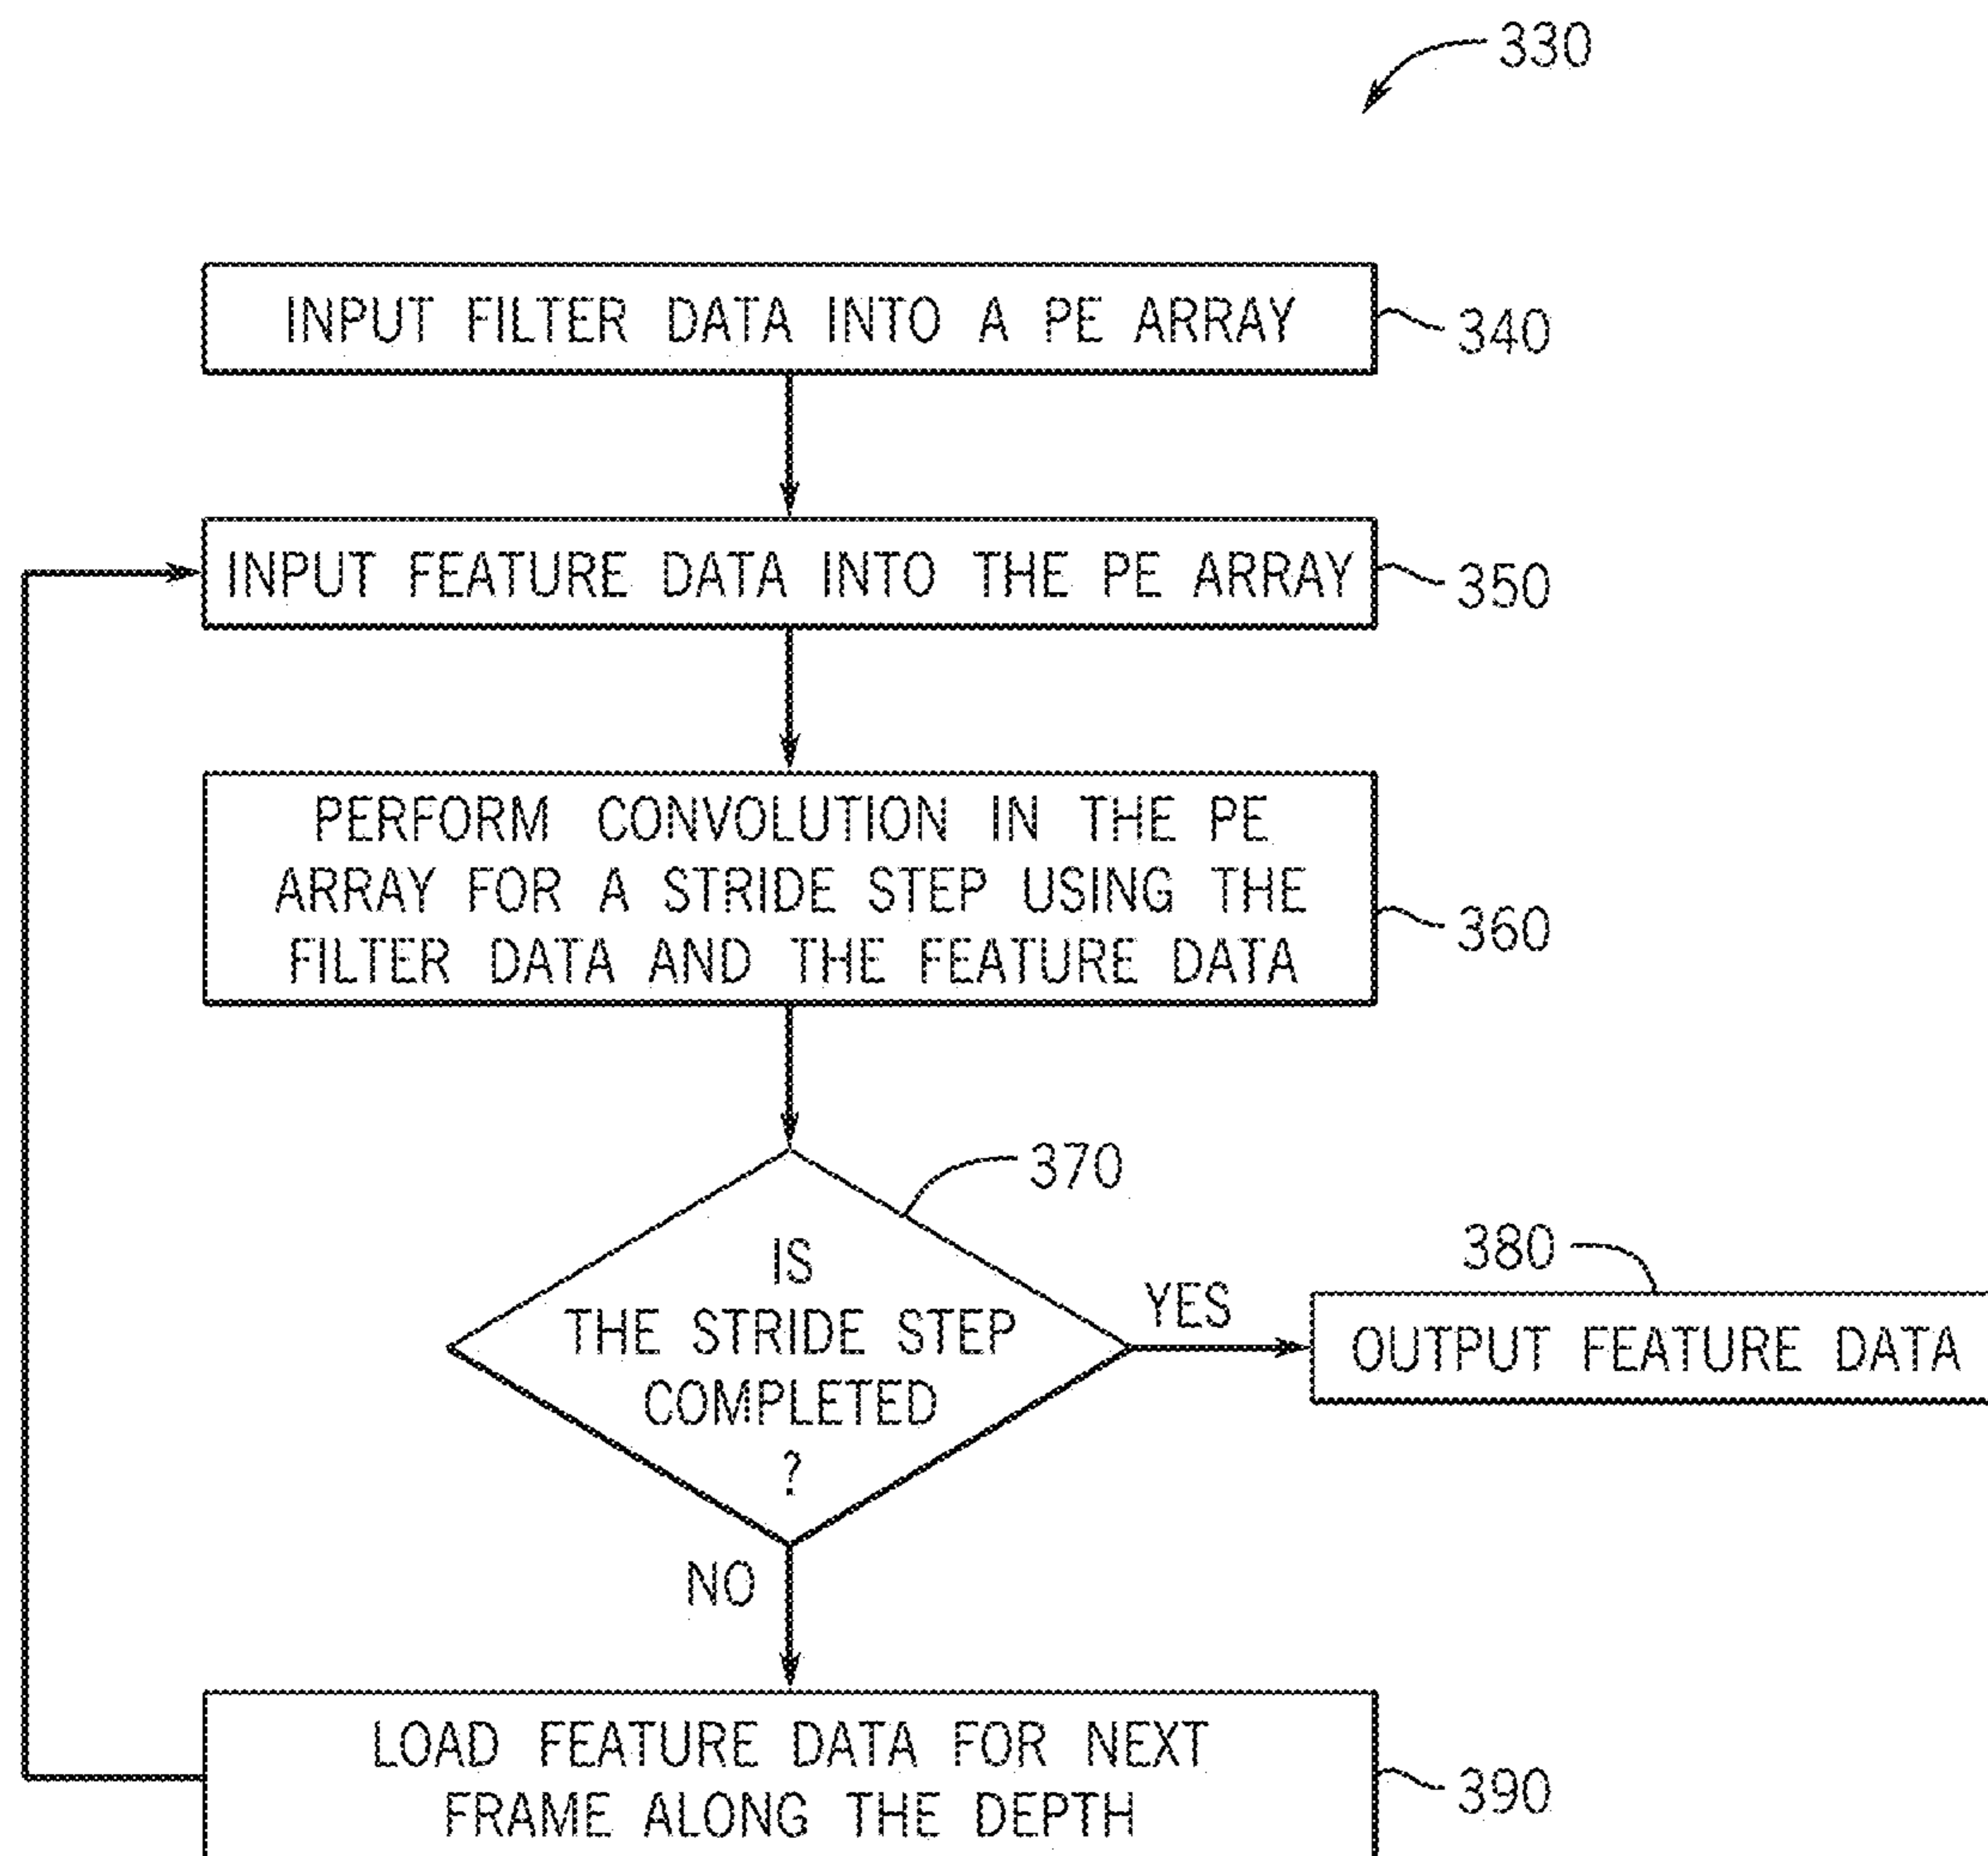 330
INPUT FILTER DATA INTO A PE ARRAY
340
INPUT FEATURE DATA INTO THE PE ARRAY
350
PERFORM CONVOLUTION IN THE PE
ARRAY FOR A STRIDE STEP USING THE
FILTER DATA AND THE FEATURE DATA
360
370
IS
THE STRIDE STEP
COMPLETED
?
YES
380
OUTPUT FEATURE DATA
NO
LOAD FEATURE DATA FOR NEXT
FRAME ALONG THE DEPTH
390